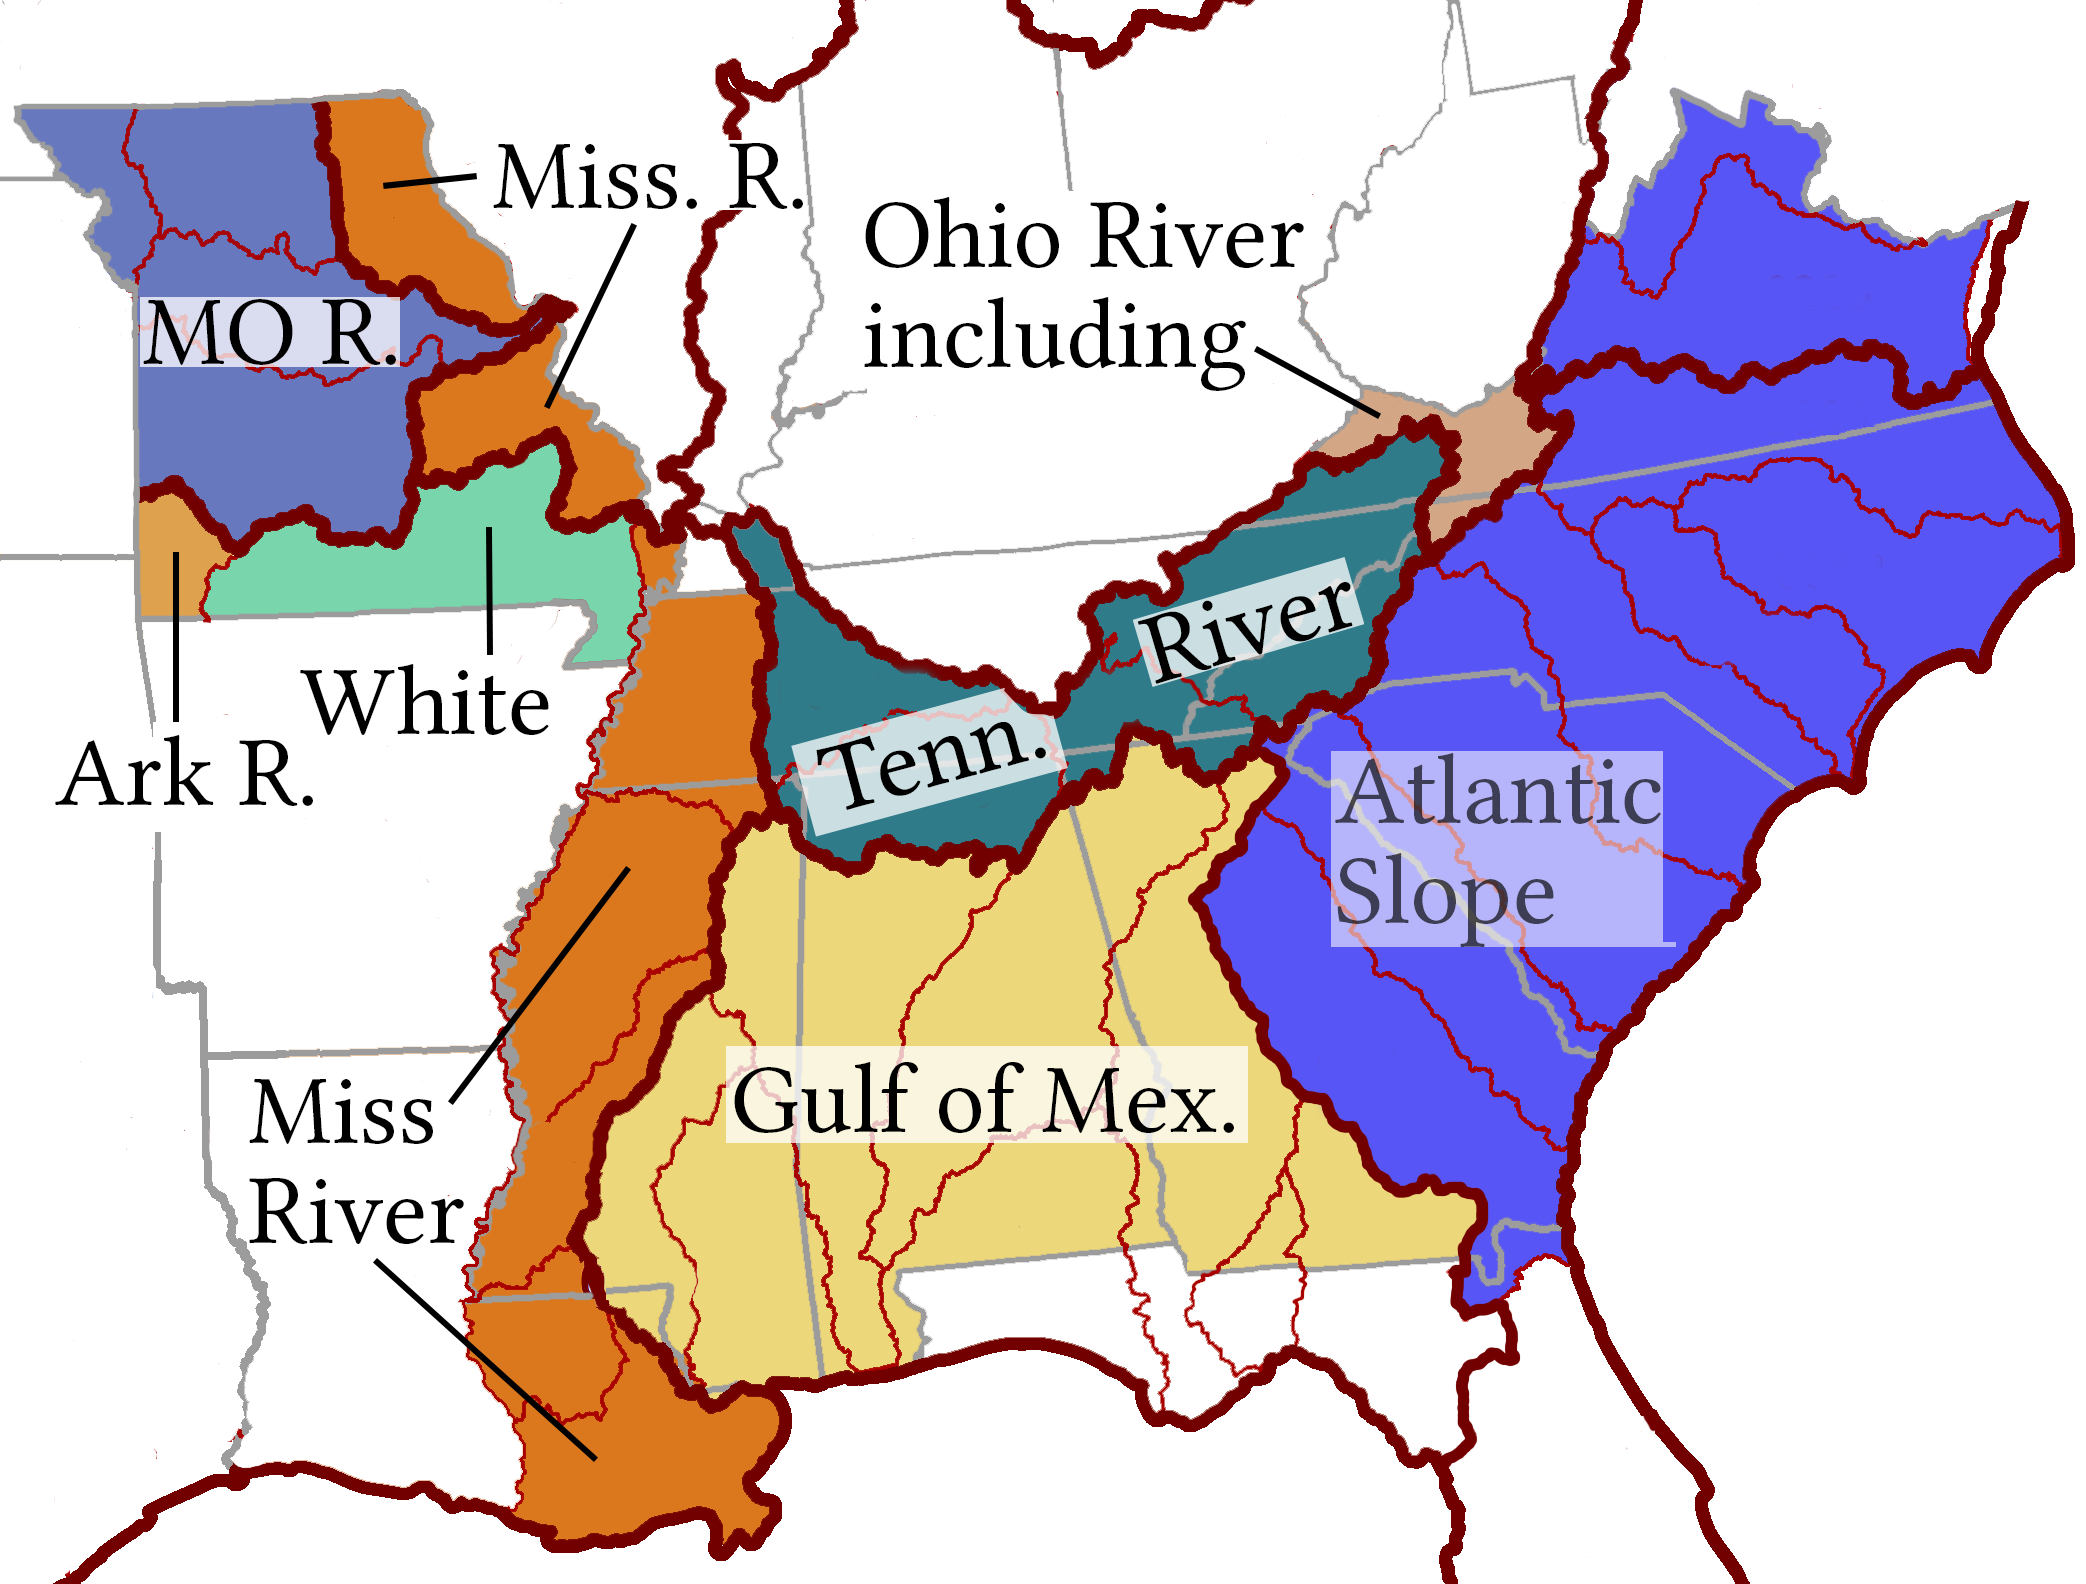 Miss. R.
Ohio River
including
MO R.
River
White
Tenn.
Ark R.
Atlantic
Slope
Gulf of Mex.
Miss
River